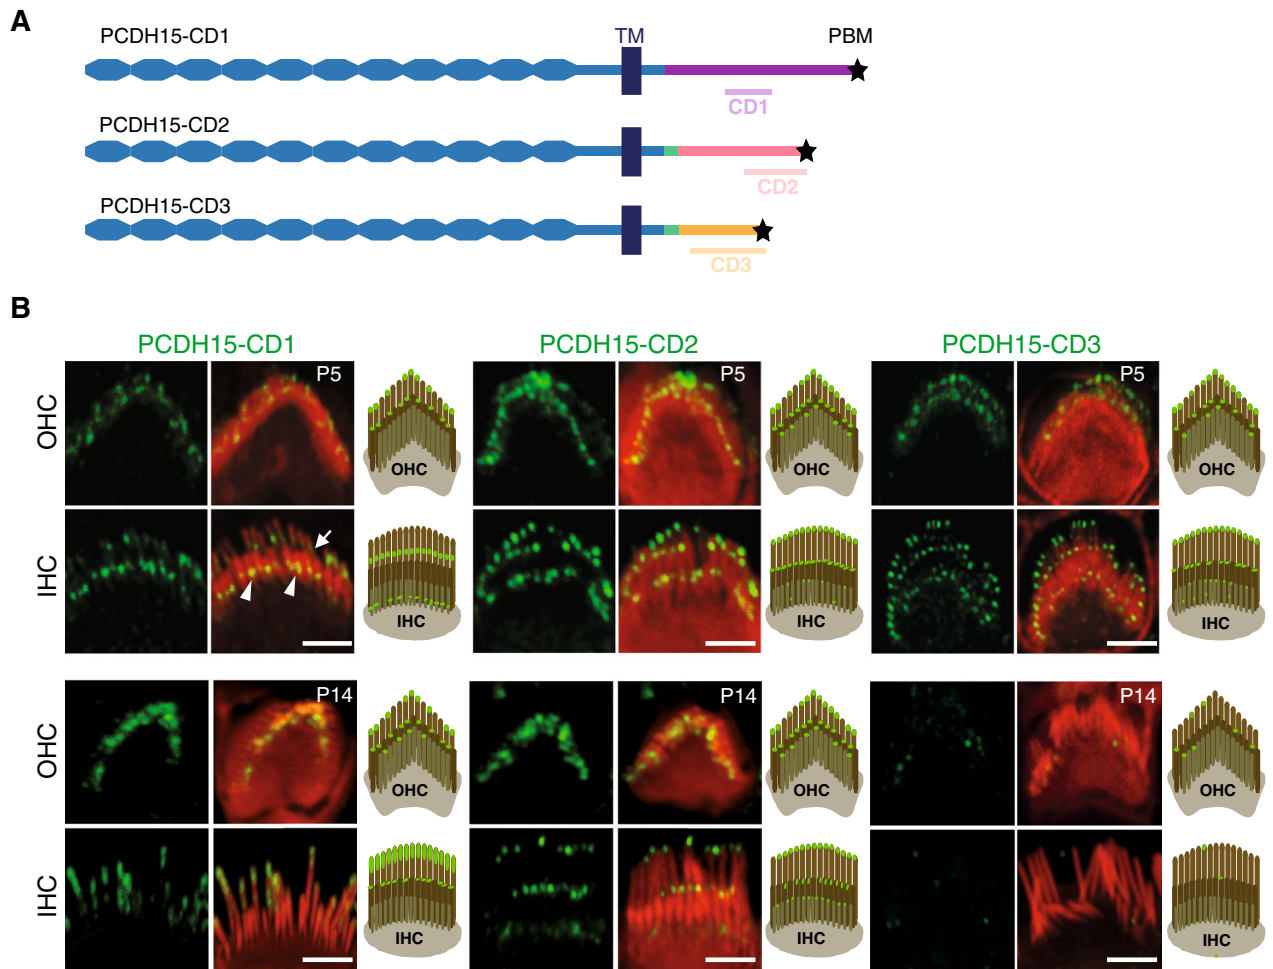 A
PCDH15-CD1
TM
PBM
CD1
PCDH15-CD2
CD2
PCDH15-CD3
CD3
B
PCDH15-CD1
PCDH15-CD2
PCDH15-CD3
OHC
P5
OHC
P5
OHC
P5
OHC
IHC
IHC
IHC
IHC
OHC
P14
OHC
P14
OHC
P14
OHC
IHC
IHC
IHC
IHC